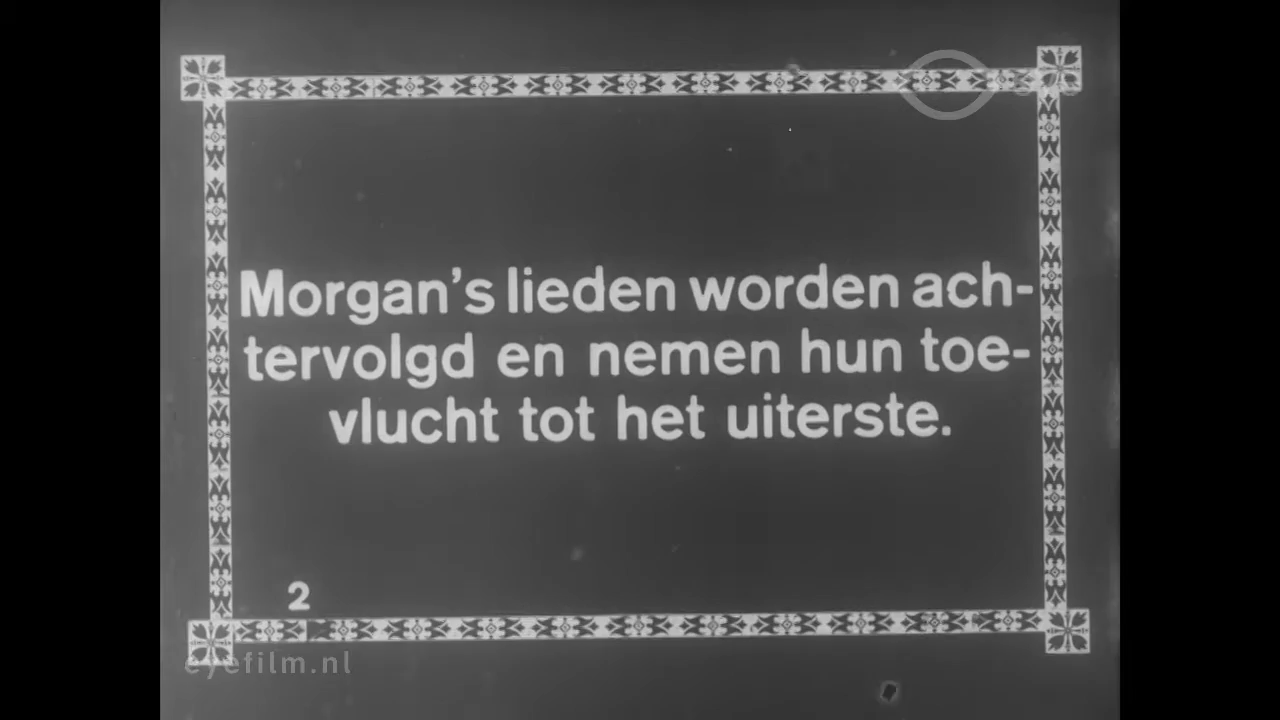 Morgan's lieden worden ach-
tervolgd en nemen hun toe-
vlucht tot het uiterste.
2
eyefilm.nl